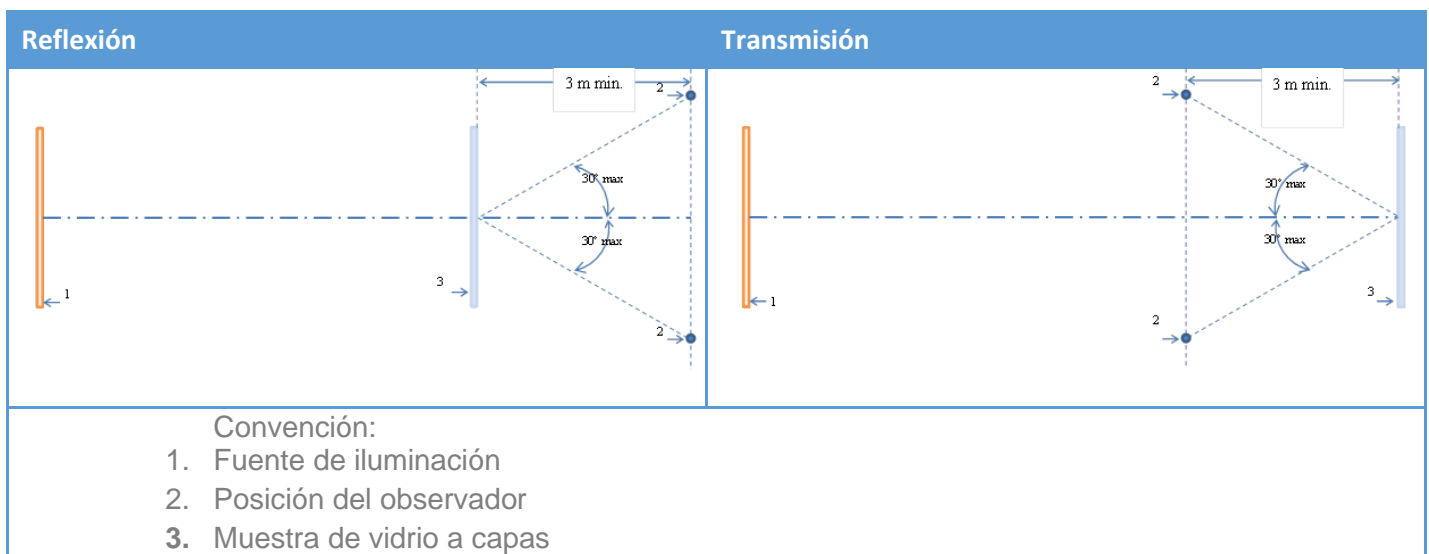 Reflexión
Transmisión
3 m min.
2
30° max
30° max
3
1
2
3 m min.
2
30° max
30° max
3
1
2
Convención:
1. Fuente de iluminación
2. Posición del observador
3. Muestra de vidrio a capas